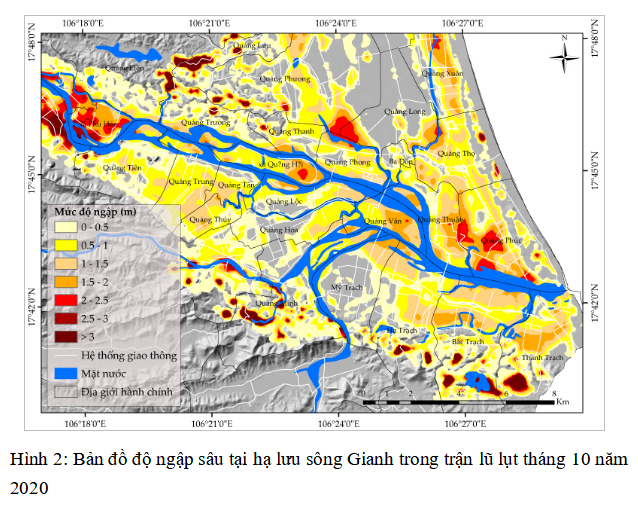 106°18'0"E 106°21'0"E 106°24'0"E 106°27'0"E
17°48'0"N 17°48'0"N
N
Quảng Lưu
Quảng Xuân
Quảng Phương
Quảng Long
Quảng Trường
Quảng Thanh
Quảng Thọ
Quảng Phong
Ba Đồn
Quảng Tiên
17°45'0"N 17°45'0"N
Quảng Trung
Quảng Tân
Quảng Lộc
Quảng Thủy
Quảng Văn
Quảng Thuận
Quảng Hòa
Quảng Phúc
Mức độ ngập (m)
0 - 0.5
0.5 - 1
1 - 1.5
1.5 - 2
2 - 2.5
2.5 - 3
> 3
Hệ thống giao thông
Mặt nước
Địa giới hành chính
Mỹ Trạch
17°42'0"N 17°42'0"N
Quảng Minh
Hạ Trạch
Bắc Trạch
Thanh Trạch
0 2 4 6 8
Km
106°18'0"E 106°21'0"E 106°24'0"E 106°27'0"E
Hình 2: Bản đồ độ ngập sâu tại hạ lưu sông Gianh trong trận lũ lụt tháng 10 năm
2020